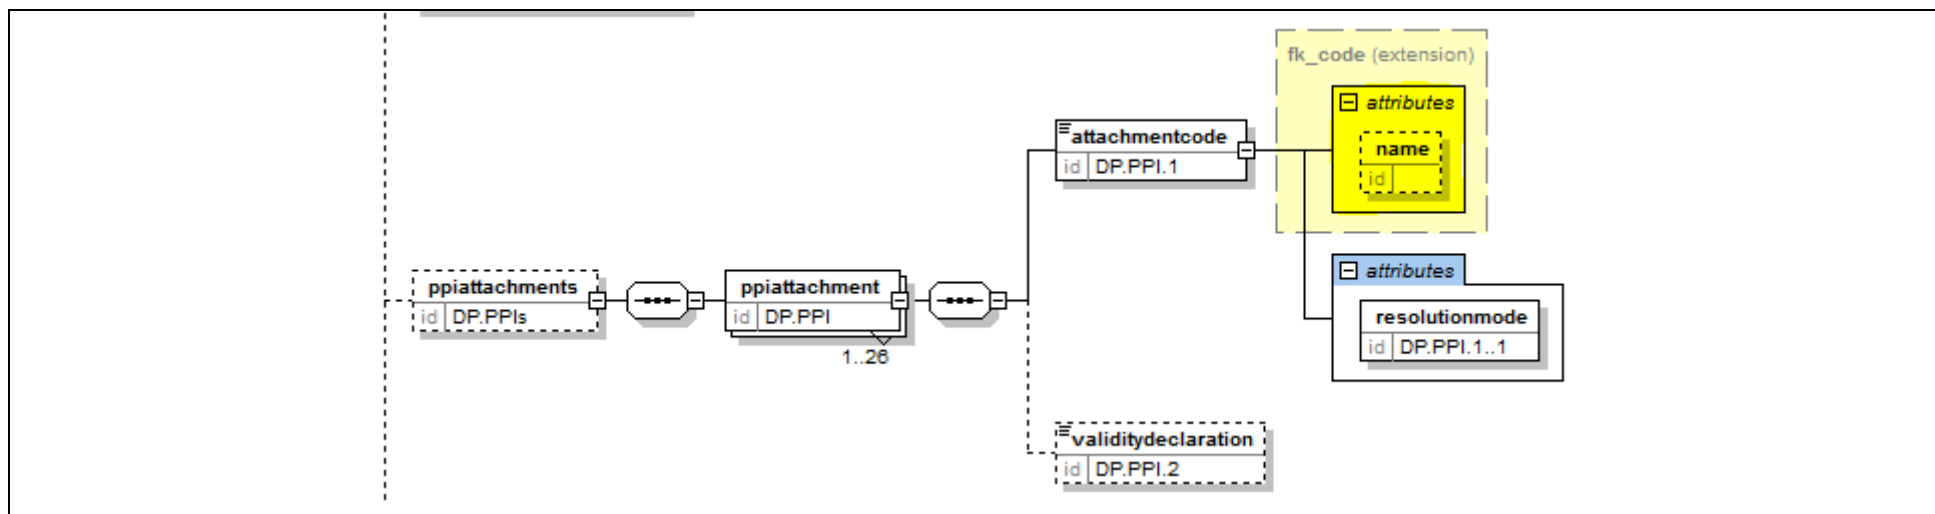 fk_code (extension)
attributes
name
id
attachmentcode
id DP.PPI.1
attributes
resolutionmode
id DP.PPI.1..1
ppiattachments
id DP.PPIs
ppiattachment
id DP.PPI
1..26
validitydeclaration
id DP.PPI.2